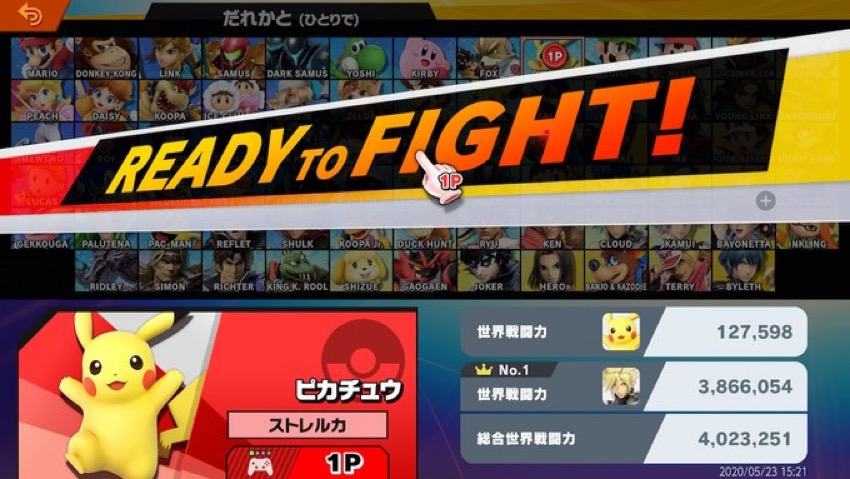 だれかと (ひとりで)
MARIO DONKEY KONG LINK SAMUS DARK SAMUS YOSHI KIRBY FOX 1P
PEACH DAISY KOOPA
READY TO FIGHT!
1P
LUCAS
GEKKOUGA PALUTENA PAC-MAN REFLET SHULK KOOPA Jr. DUCK HUNT RYU KEN CLOUD KAMUI BAYONETTA INKLING
RIDLEY SIMON RICHTER KING K. ROOL SHIZUE GAOGAEN JOKER HERO BANJO & KAZOOIE TERRY BYLETH
ピカチュウ
ストレルカ
1P
世界戦闘力 127,598
No.1
世界戦闘力 3,866,054
総合世界戦闘力 4,023,251
2020/05/23 15:21